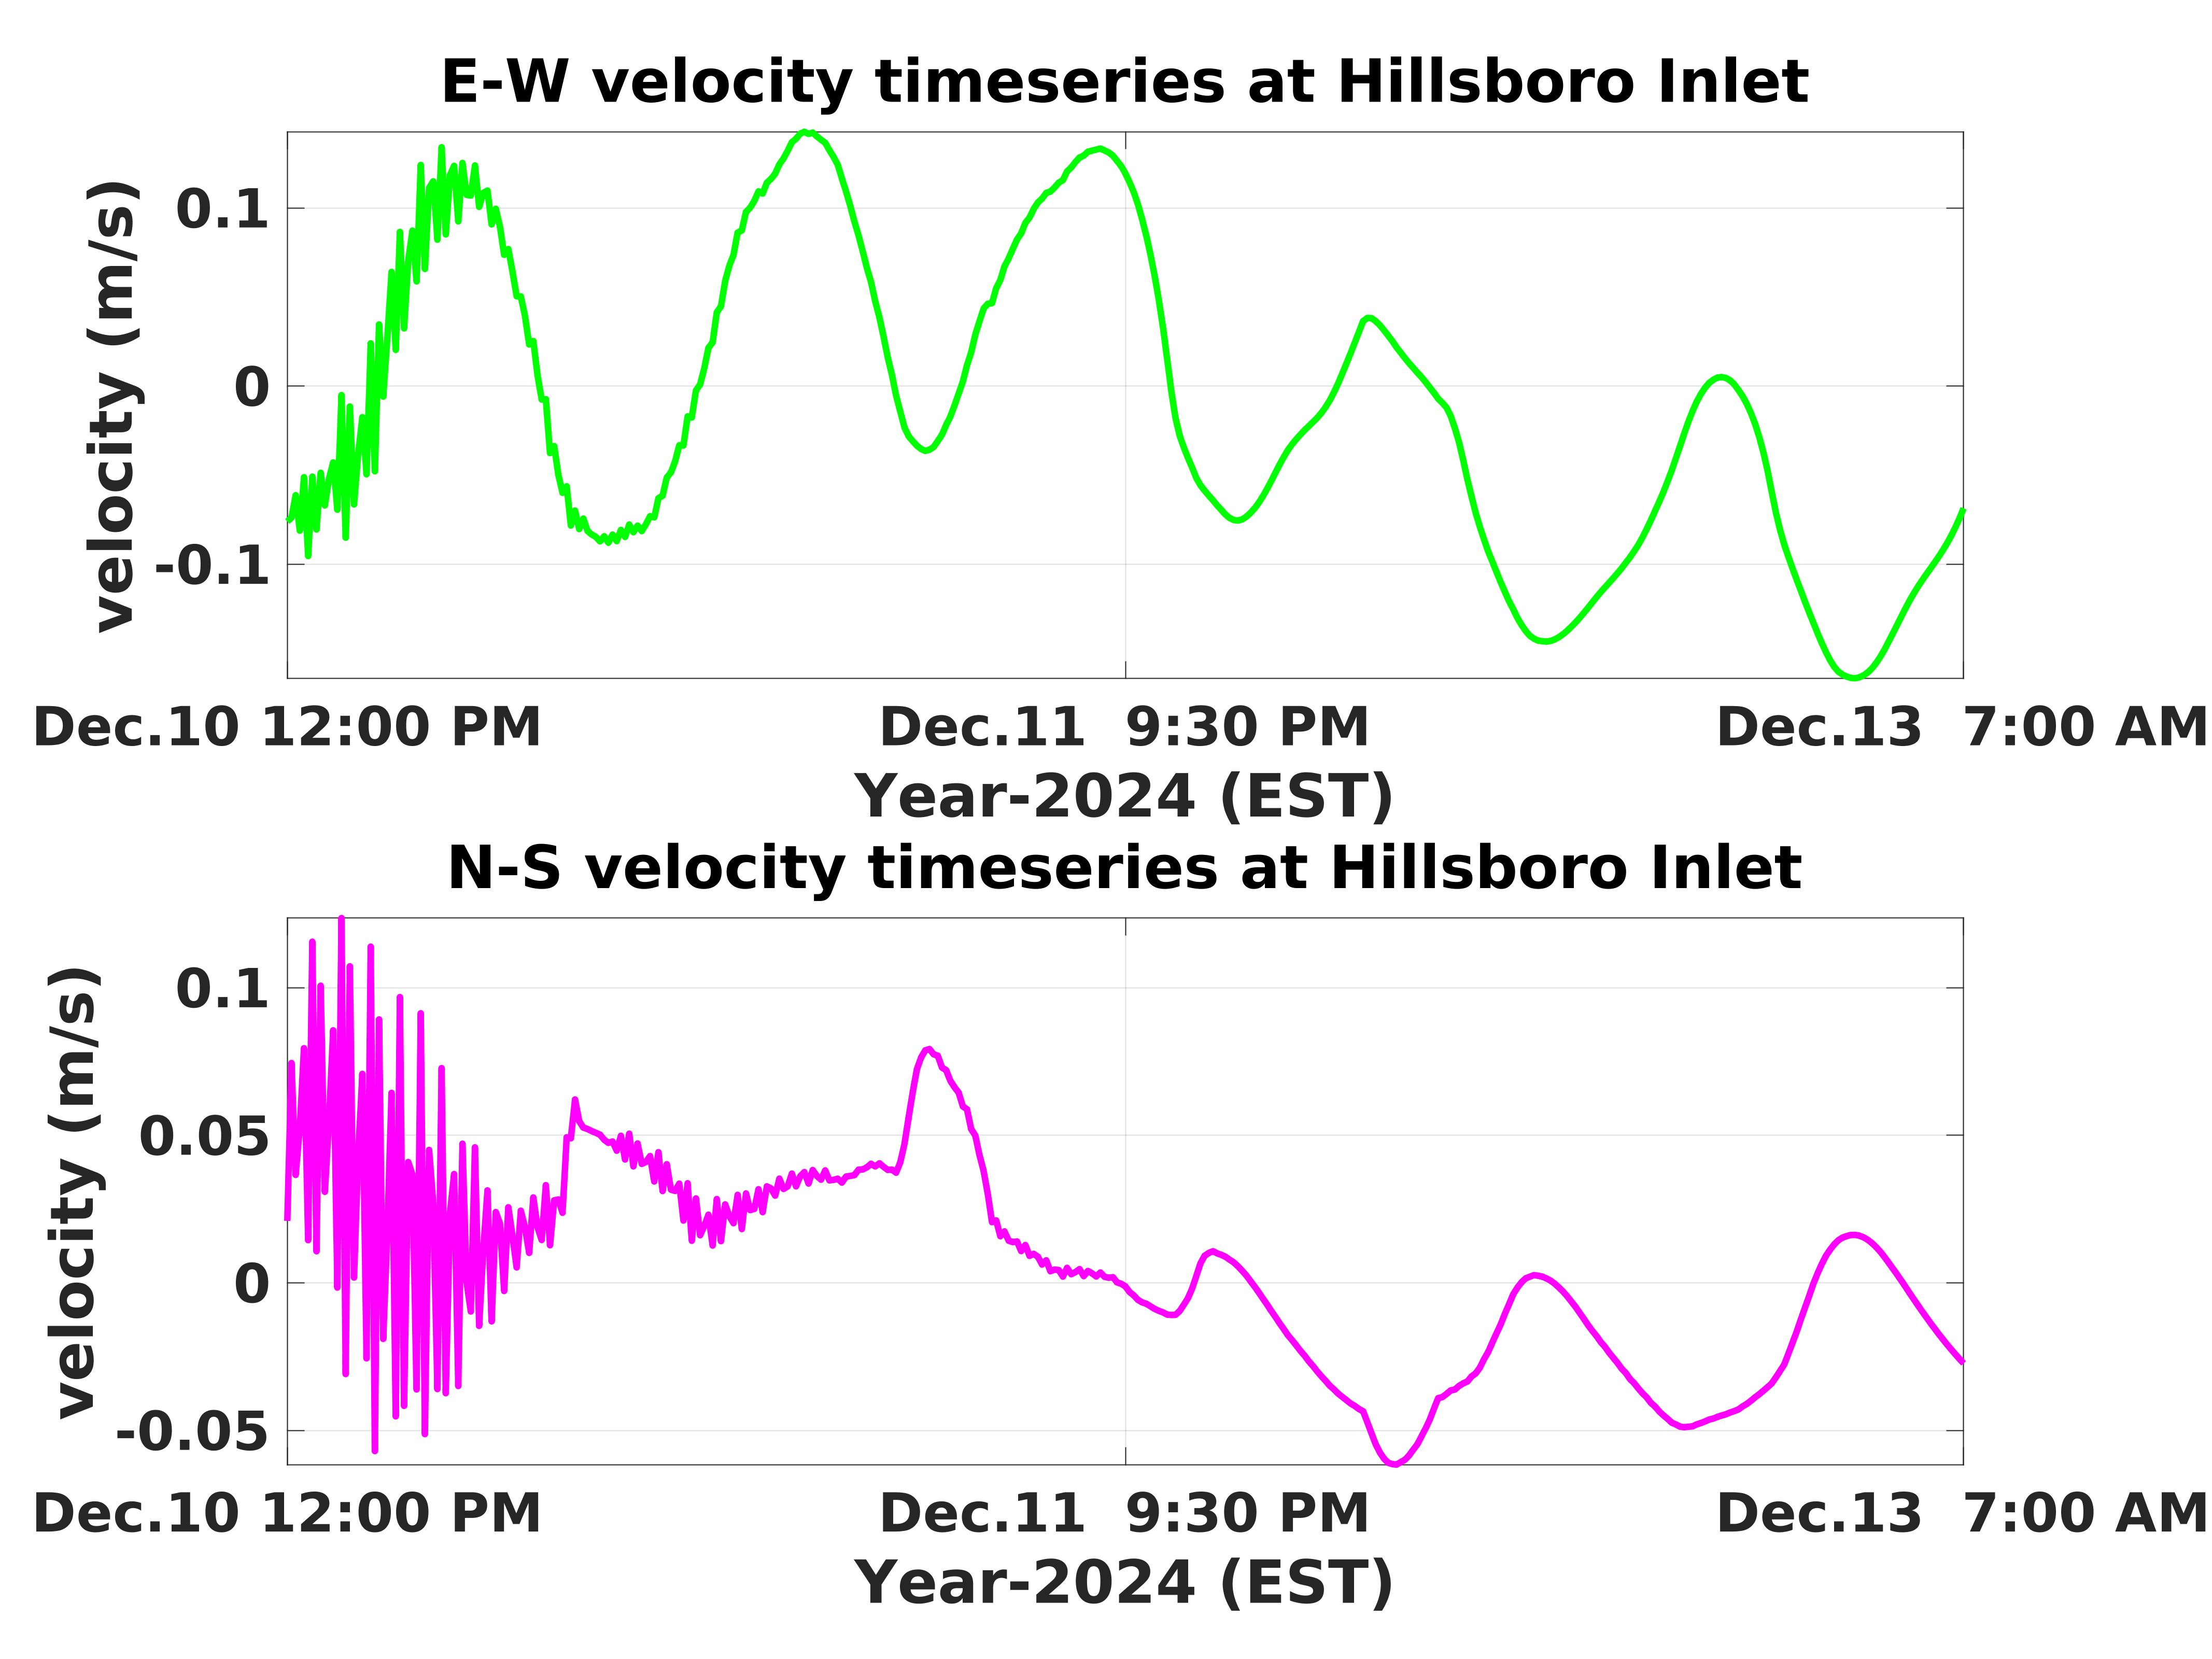 E-W velocity timeseries at Hillsboro Inlet
velocity (m/s)
0.1
0
-0.1
Dec.10 12:00 PM Dec.11 9:30 PM Dec.13 7:00 AM
Year-2024 (EST)
N-S velocity timeseries at Hillsboro Inlet
velocity (m/s)
0.1
0.05
0
-0.05
Dec.10 12:00 PM Dec.11 9:30 PM Dec.13 7:00 AM
Year-2024 (EST)